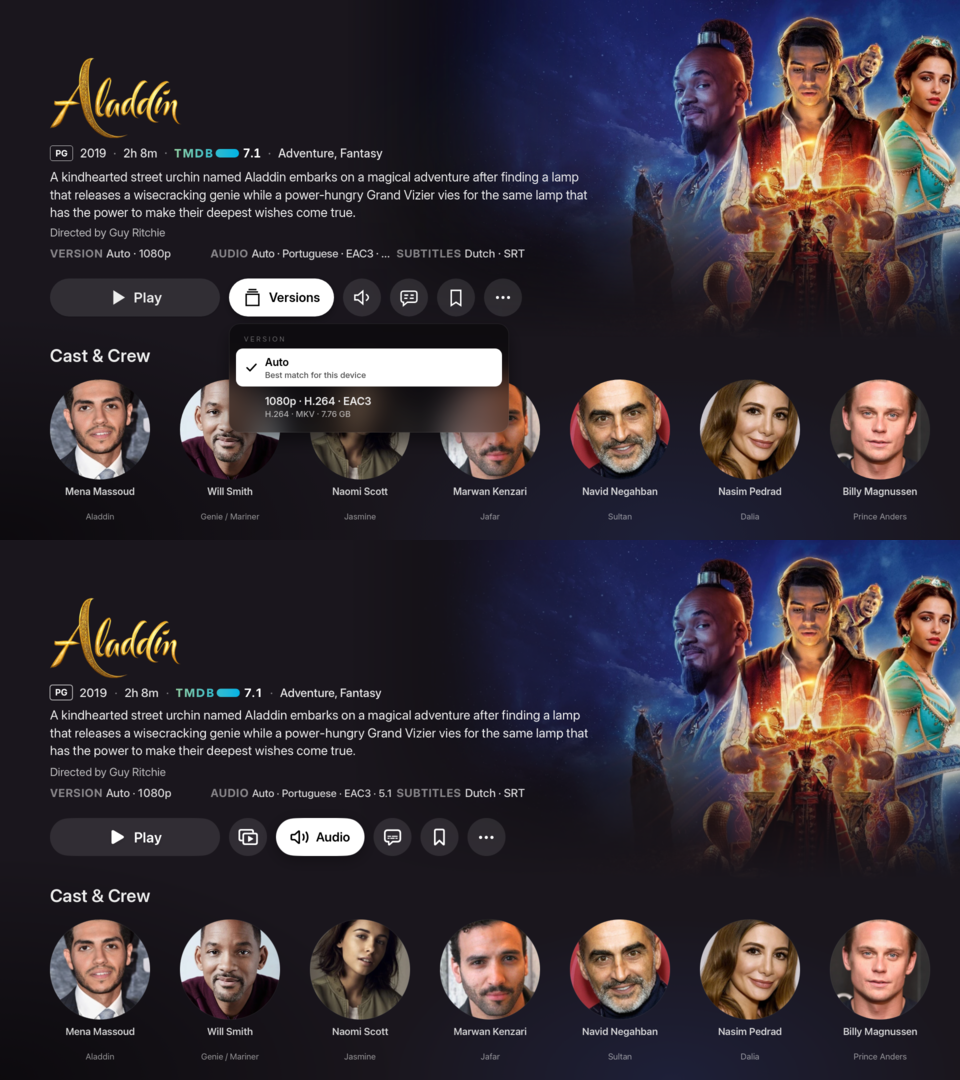 Aladdin
PG 2019 · 2h 8m · TMDB 7.1 · Adventure, Fantasy
A kindhearted street urchin named Aladdin embarks on a magical adventure after finding a lamp
that releases a wisecracking genie while a power-hungry Grand Vizier vies for the same lamp that
has the power to make their deepest wishes come true.
Directed by Guy Ritchie
VERSION Auto · 1080p AUDIO Auto · Portuguese · EAC3 · ... SUBTITLES Dutch · SRT
Play Versions
VERSION
Auto
Best match for this device
1080p · H.264 · EAC3
H.264 · MKV · 7.76 GB
Cast & Crew
Mena Massoud Will Smith Naomi Scott Marwan Kenzari Navid Negahban Nasim Pedrad Billy Magnussen
Aladdin Genie / Mariner Jasmine Jafar Sultan Dalia Prince Anders
Aladdin
PG 2019 · 2h 8m · TMDB 7.1 · Adventure, Fantasy
A kindhearted street urchin named Aladdin embarks on a magical adventure after finding a lamp
that releases a wisecracking genie while a power-hungry Grand Vizier vies for the same lamp that
has the power to make their deepest wishes come true.
Directed by Guy Ritchie
VERSION Auto · 1080p AUDIO Auto · Portuguese · EAC3 · 5.1 SUBTITLES Dutch · SRT
Play Audio
Cast & Crew
Mena Massoud Will Smith Naomi Scott Marwan Kenzari Navid Negahban Nasim Pedrad Billy Magnussen
Aladdin Genie / Mariner Jasmine Jafar Sultan Dalia Prince Anders